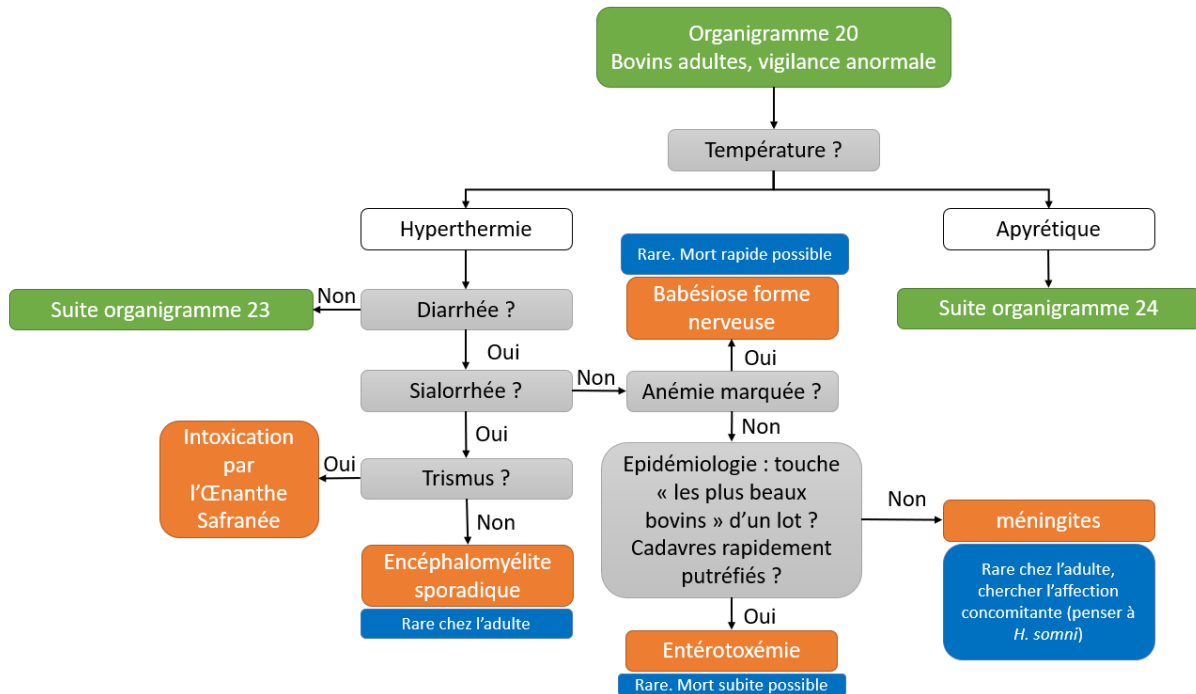 Organigramme 20
Bovins adultes, vigilance anormale
Température ?
Hyperthermie
Apyrétique
Rare. Mort rapide possible
Babésiose forme
nerveuse
Suite organigramme 23
Non
Diarrhée ?
Suite organigramme 24
Oui
Oui
Sialorrhée ?
Non
Anémie marquée ?
Oui
Non
Intoxication
par
l’Œnanthe
Safranée
Oui
Trismus ?
Epidémiologie : touche
« les plus beaux
bovins » d’un lot ?
Cadavres rapidement
putréfiés ?
Non
méningites
Non
Encéphalomyélite
sporadique
Rare chez l’adulte
Rare chez l’adulte,
chercher l’affection
concomitante (penser à
H. somni)
Oui
Entérotoxémie
Rare. Mort subite possible